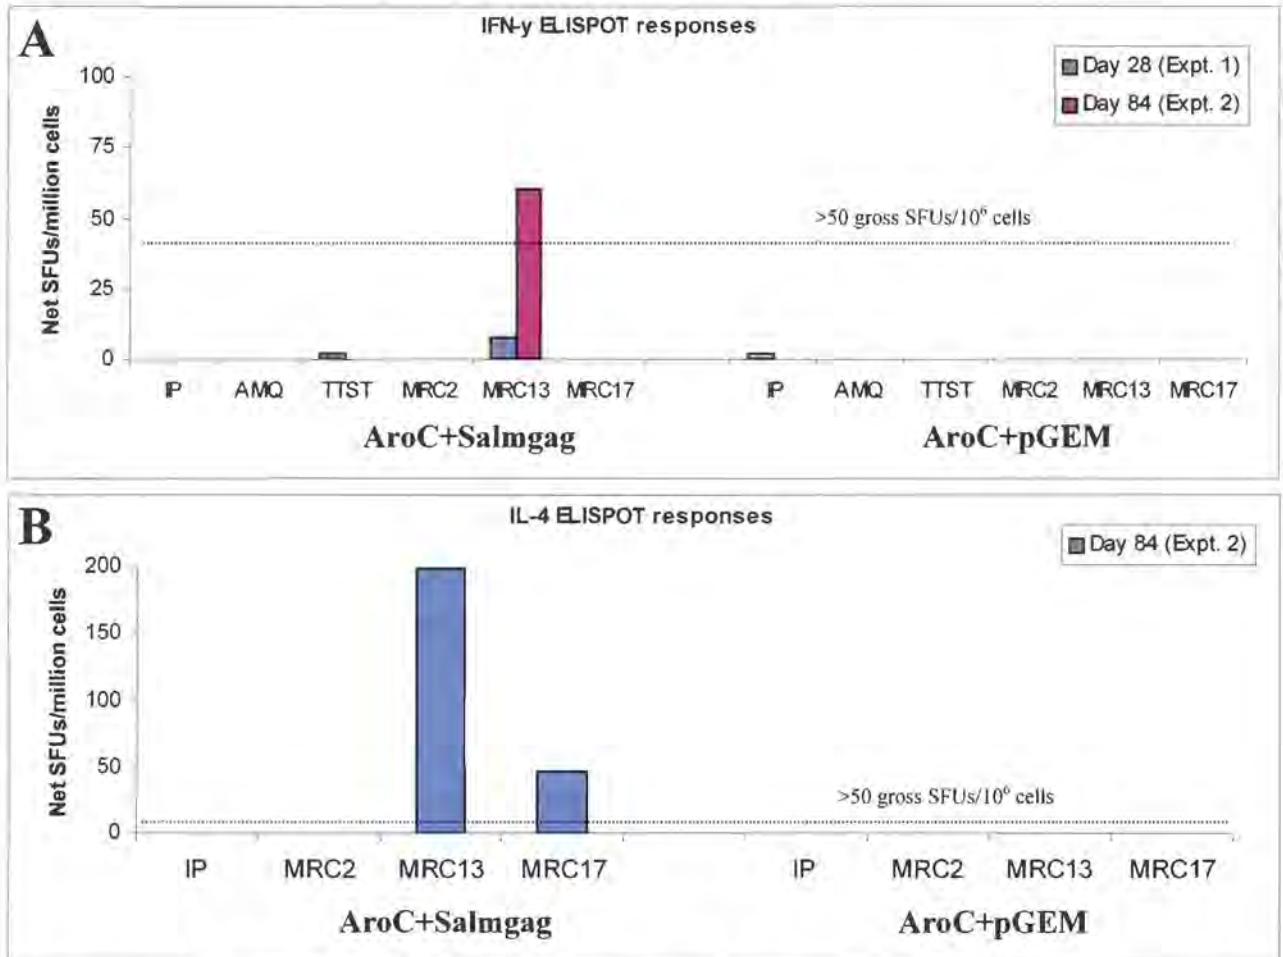 A
IFN-y ELISPOT responses
Day 28 (Expt. 1)
Day 84 (Expt. 2)
Net SFUs/million cells
100
75
50
25
0
>50 gross SFUs/10⁶ cells
IP AMQ TTST MRC2 MRC13 MRC17 IP AMQ TTST MRC2 MRC13 MRC17
AroC+Salmgag AroC+pGEM
B
IL-4 ELISPOT responses
Day 84 (Expt. 2)
Net SFUs/million cells
200
150
100
50
0
>50 gross SFUs/10⁶ cells
IP MRC2 MRC13 MRC17 IP MRC2 MRC13 MRC17
AroC+Salmgag AroC+pGEM